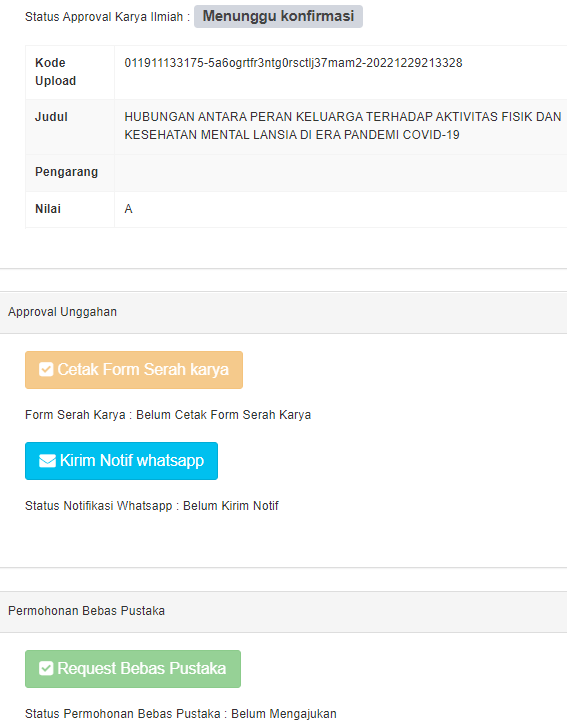 Status Approval Karya Ilmiah : Menunggu konfirmasi
Kode Upload
011911133175-5a6ogrtfr3ntg0rsctlj37mam2-20221229213328
Judul
HUBUNGAN ANTARA PERAN KELUARGA TERHADAP AKTIVITAS FISIK DAN
KESEHATAN MENTAL LANSIA DI ERA PANDEMI COVID-19
Pengarang
Nilai
A
Approval Unggahan
Cetak Form Serah karya
Form Serah Karya : Belum Cetak Form Serah Karya
Kirim Notif whatsapp
Status Notifikasi Whatsapp : Belum Kirim Notif
Permohonan Bebas Pustaka
Request Bebas Pustaka
Status Permohonan Bebas Pustaka : Belum Mengajukan